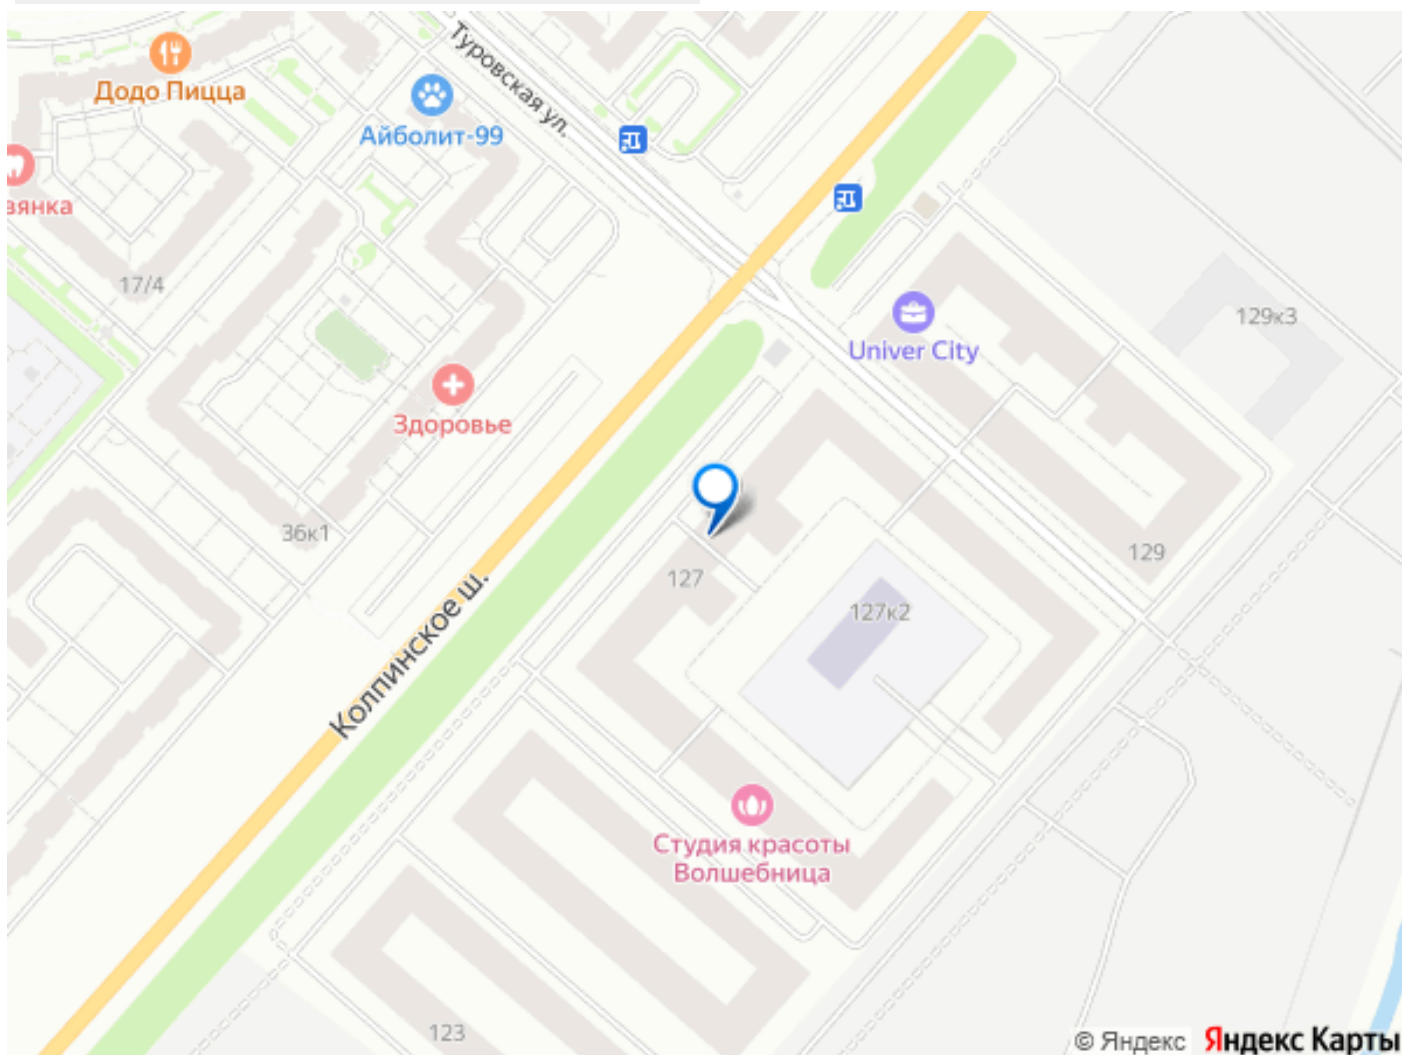 Туровская ул.
Додо Пицца
Айболит-99
вянка
17/4
129к3
Univer City
Здоровье
36к1
129
127
127к2
Колпинское ш.
Студия красоты
Волшебница
123
© Яндекс Яндекс Карты